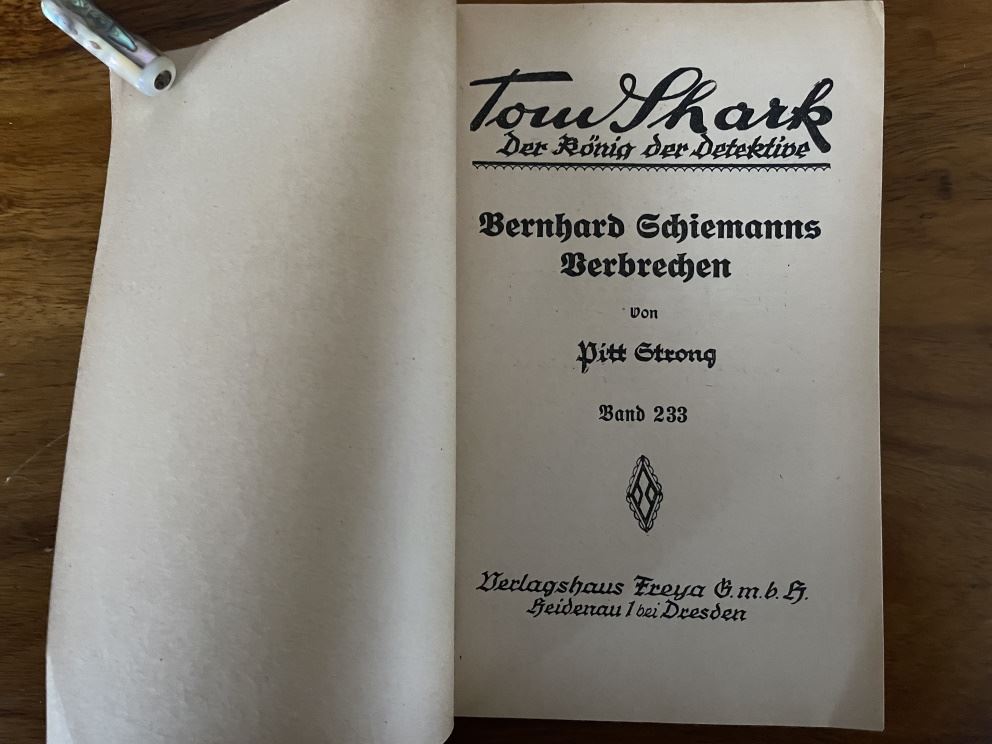 Tom Shark
Der König der Detektive
Bernhard Schiemanns
Verbrechen
von
Pitt Strong
Band 233
Verlagshaus Freya G.m.b.H.
Heidenau 1 bei Dresden